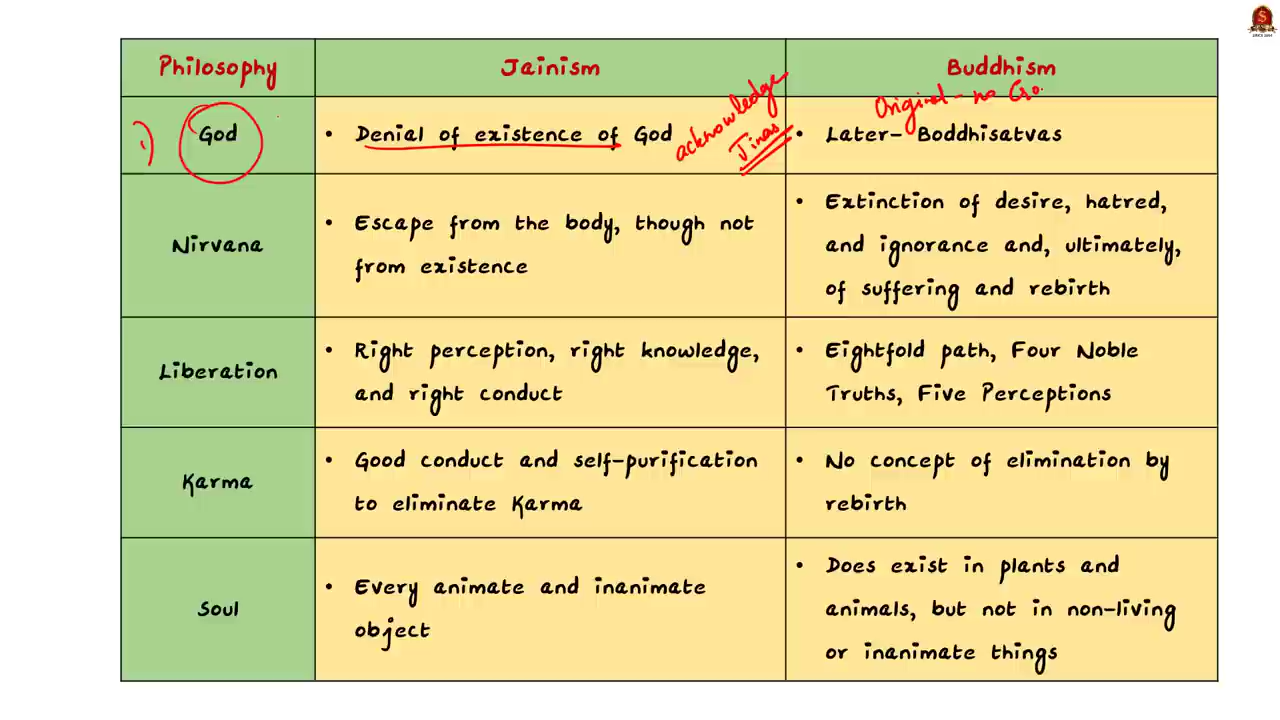 Philosophy
Jainism
Buddhism
1)
God
• Denial of existence of God
acknowledge
Jinas
Original - no Go
• Later- Boddhisatvas
Nirvana
• Escape from the body, though not
from existence
• Extinction of desire, hatred,
and ignorance and, ultimately,
of suffering and rebirth
Liberation
• Right perception, right knowledge,
and right conduct
• Eightfold path, Four Noble
Truths, Five Perceptions
Karma
• Good conduct and self-purification
to eliminate Karma
• No concept of elimination by
rebirth
Soul
• Every animate and inanimate
object
• Does exist in plants and
animals, but not in non-living
or inanimate things